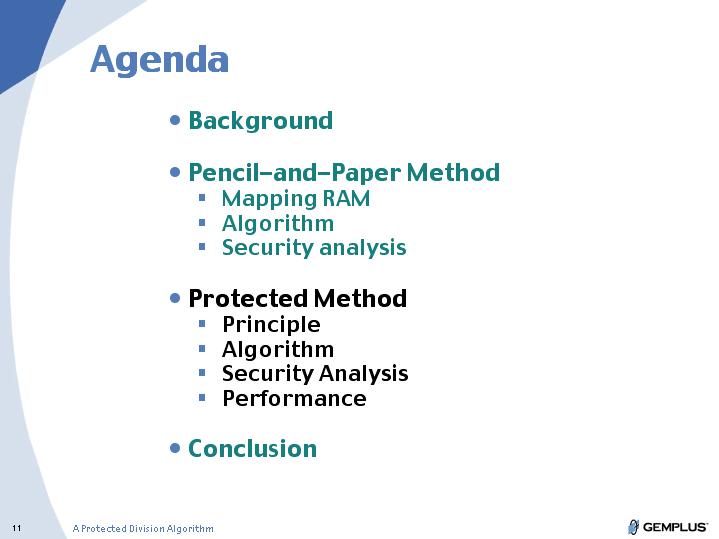 Agenda
• Background
• Pencil-and-Paper Method
▪ Mapping RAM
▪ Algorithm
▪ Security analysis
• Protected Method
▪ Principle
▪ Algorithm
▪ Security Analysis
▪ Performance
• Conclusion
11 A Protected Division Algorithm GEMPLUS™